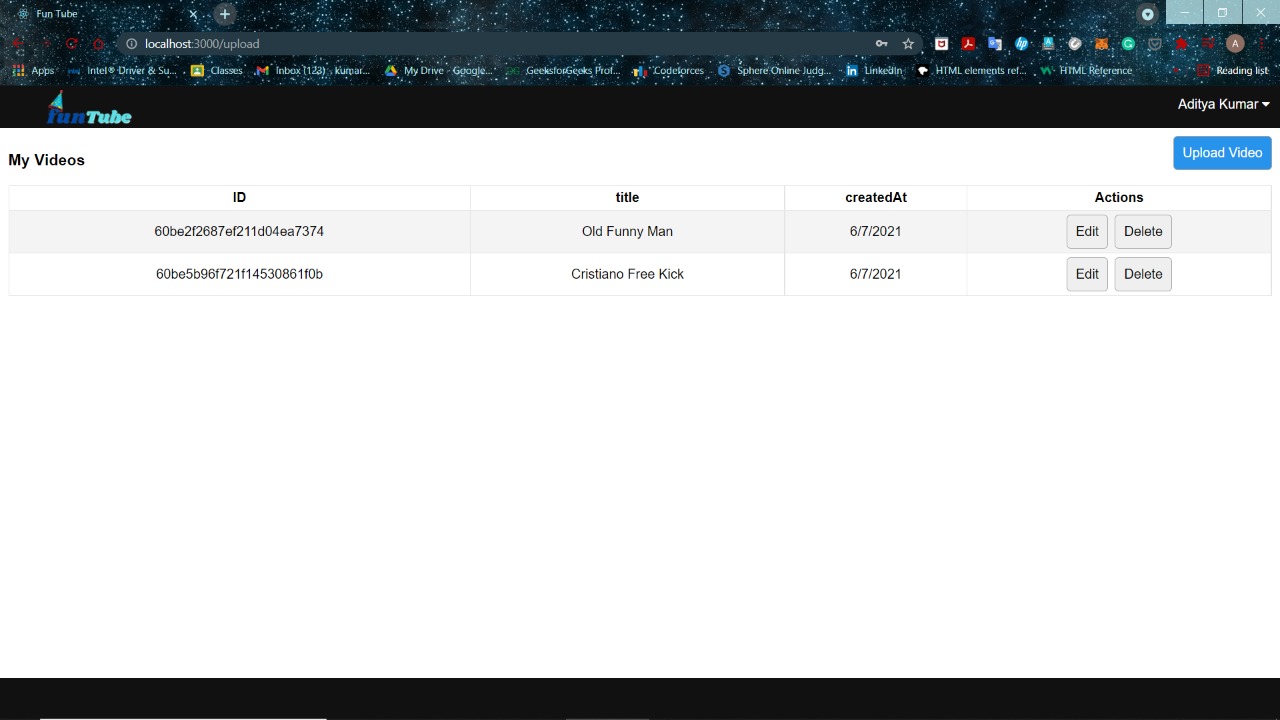 Fun Tube
localhost:3000/upload
A
Apps Intel® Driver & Su... Classes Inbox (123) - kumar... My Drive - Google... GeeksforGeeks Prof... Codeforces Sphere Online Judg... LinkedIn HTML elements ref... HTML Reference Reading list
funTube Aditya Kumar
My Videos Upload Video
ID title createdAt Actions
60be2f2687ef211d04ea7374 Old Funny Man 6/7/2021 Edit Delete
60be5b96f721f14530861f0b Cristiano Free Kick 6/7/2021 Edit Delete